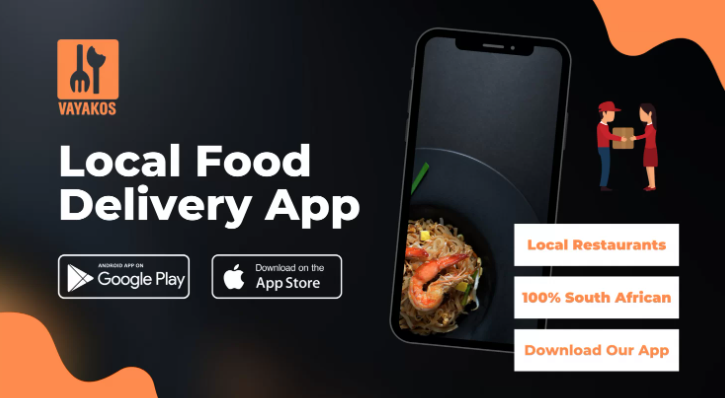 VAYAKOS
Local Food
Delivery App
ANDROID APP ON
Google Play
Download on the
App Store
Local Restaurants
100% South African
Download Our App